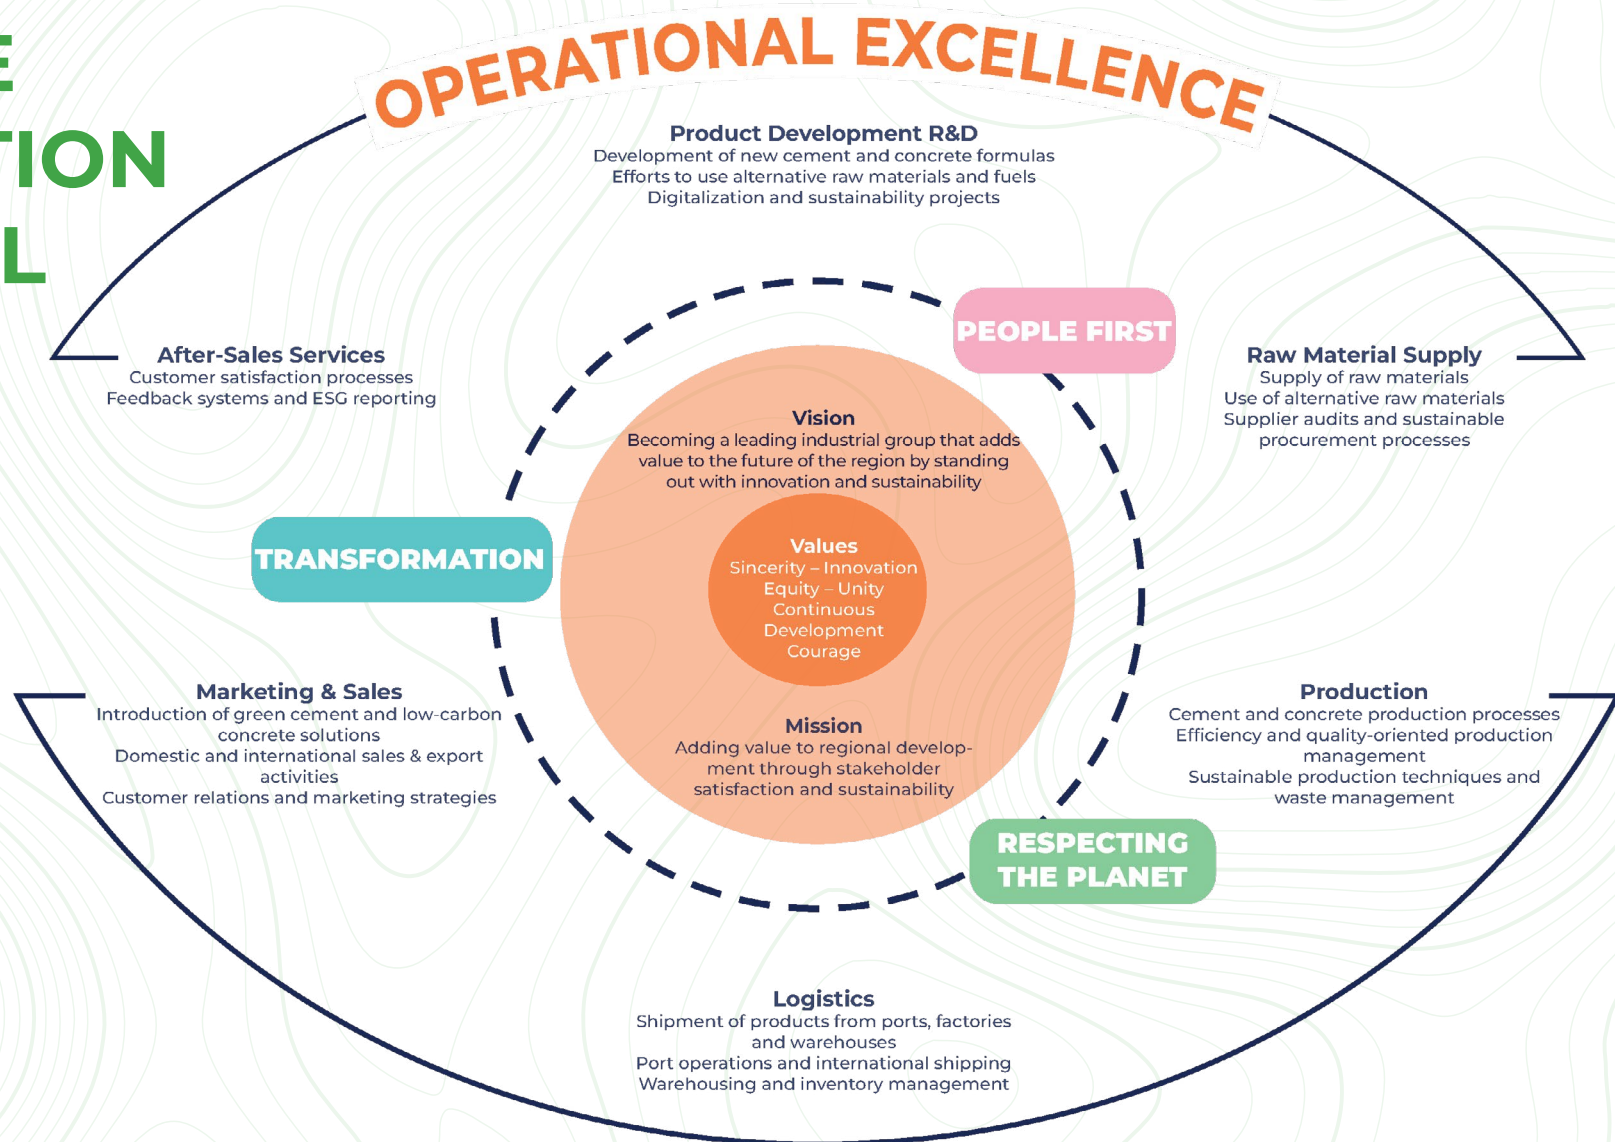 E
TION
L
OPERATIONAL EXCELLENCE
Product Development R&D
Development of new cement and concrete formulas
Efforts to use alternative raw materials and fuels
Digitalization and sustainability projects
PEOPLE FIRST
After-Sales Services
Customer satisfaction processes
Feedback systems and ESG reporting
Raw Material Supply
Supply of raw materials
Use of alternative raw materials
Supplier audits and sustainable
procurement processes
Vision
Becoming a leading industrial group that adds
value to the future of the region by standing
out with innovation and sustainability
TRANSFORMATION
Values
Sincerity – Innovation
Equity – Unity
Continuous
Development
Courage
Marketing & Sales
Introduction of green cement and low-carbon
concrete solutions
Domestic and international sales & export
activities
Customer relations and marketing strategies
Mission
Adding value to regional develop-
ment through stakeholder
satisfaction and sustainability
Production
Cement and concrete production processes
Efficiency and quality-oriented production
management
Sustainable production techniques and
waste management
RESPECTING
THE PLANET
Logistics
Shipment of products from ports, factories
and warehouses
Port operations and international shipping
Warehousing and inventory management